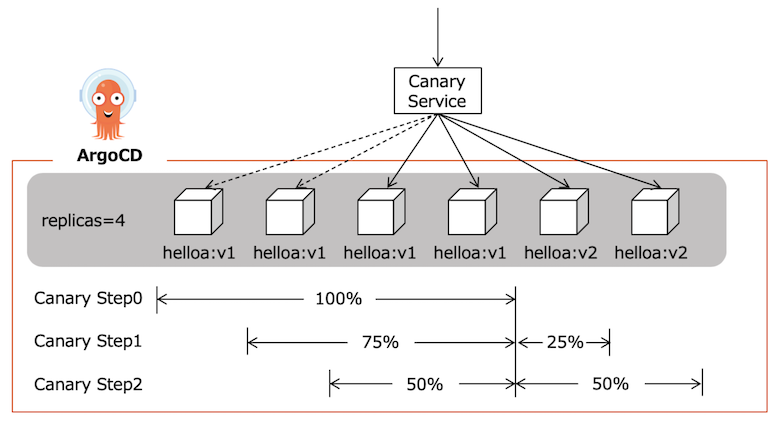 Canary
Service
ArgoCD
replicas=4
helloa:v1 helloa:v1 helloa:v1 helloa:v1 helloa:v2 helloa:v2
Canary Step0 100%
Canary Step1 75% 25%
Canary Step2 50% 50%